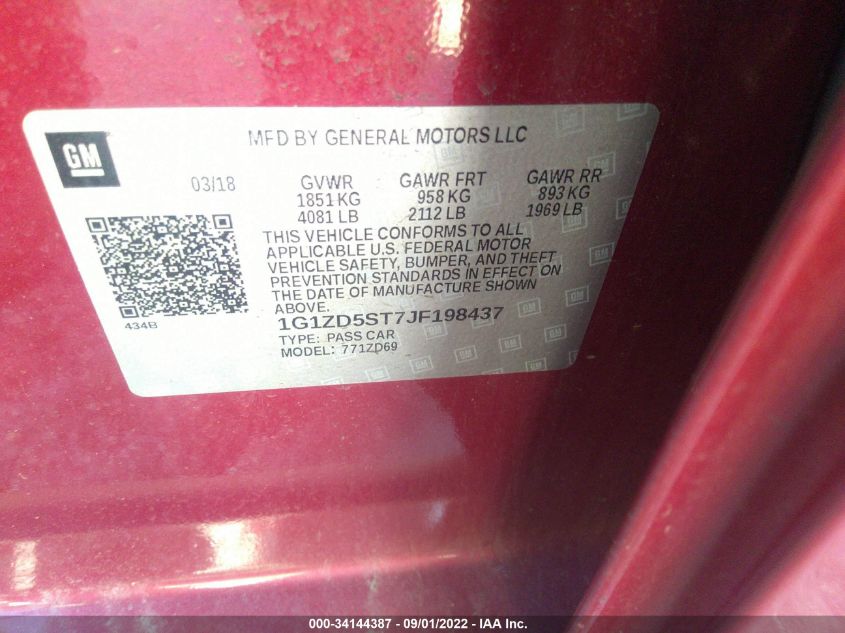 GM
MFD BY GENERAL MOTORS LLC
03/18 GVWR GAWR FRT GAWR RR
1851 KG 958 KG 893 KG
4081 LB 2112 LB 1969 LB
THIS VEHICLE CONFORMS TO ALL
APPLICABLE U.S. FEDERAL MOTOR
VEHICLE SAFETY, BUMPER, AND THEFT
PREVENTION STANDARDS IN EFFECT ON
THE DATE OF MANUFACTURE SHOWN
ABOVE.
434B
1G1ZD5ST7JF198437
TYPE: PASS CAR
MODEL: 771ZD69
000-34144387 - 09/01/2022 - IAA Inc.